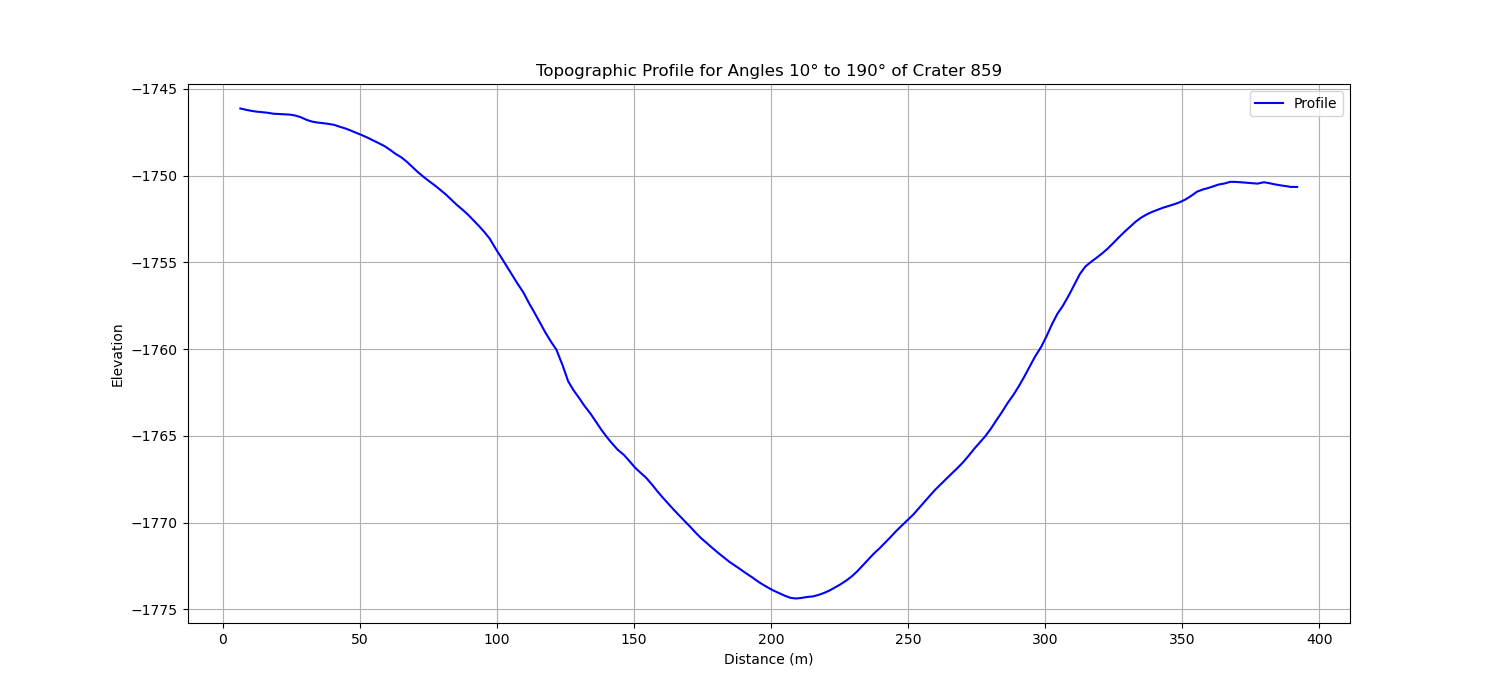 Topographic Profile for Angles 10° to 190° of Crater 859
Profile
Elevation
−1745
−1750
−1755
−1760
−1765
−1770
−1775
0 50 100 150 200 250 300 350 400
Distance (m)